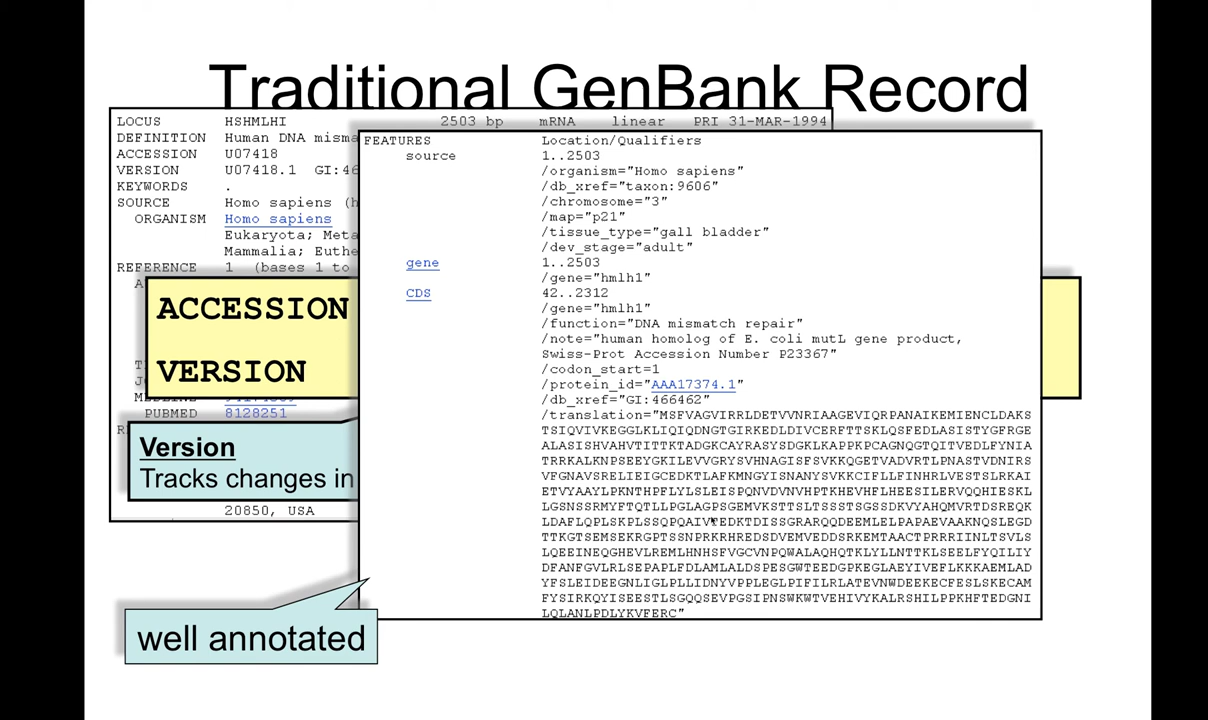 Traditional GenBank Record
LOCUS HSHMLHI 2503 bp mRNA linear PRI 31-MAR-1994
DEFINITION Human DNA
ACCESSION U07418
VERSION U07418.1
KEYWORDS .
SOURCE Homo sapiens
ORGANISM Homo sapiens
Eukaryota;
Mammalia;
REFERENCE 1 (bases 1 to
ACCESSION
VERSION
PUBMED 8128251
Version
Tracks changes in
20850, USA
well annotated
FEATURES Location/Qualifiers
source 1..2503
/organism="Homo sapiens"
/db_xref="taxon:9606"
/chromosome="3"
/map="p21"
/tissue_type="gall bladder"
/dev_stage="adult"
gene 1..2503
/gene="hmlh1"
CDS 42..2312
/gene="hmlh1"
/function="DNA mismatch repair"
/note="human homolog of E. coli mutL gene product,
Swiss-Prot Accession Number P23367"
/codon_start=1
/protein_id="AAA17374.1"
/db_xref="GI:466462"
/translation="MSFVAGVIRRLDETVVNRIAAGEVIQRPANAIKEMIENCLDAKS
TSIQVIVKEGGLKLIQIQDNGTGIRKEDLDIVCERFTTSKLQSFEDLASISTYGFRGE
ALASISHVAHVTITTKTADGKCAYRASYSDGKLKAPPKPCAGNQGTQITVEDLFYNIA
TRRKALKNPSEEYGKILEVVGRYSVHNAGISFSVKKQGETVADVRTLPNASTVDNIRS
VFGNAVSRELIEIGCEDKTLAFKMNGYISNANYSVKKCIFLLFINHRLVESTSLRKAI
ETVYAAYLPKNTHPFLYLSLEISPQNVDVNVHPTKHEVHFLHEESILERVQQHIESKL
LGSNSSRMYFTQTLLPGLAGPSGEMVKSTTSLTSSSTSGSSDKVYAHQMVRTDSREQK
LDAFLQPLSKPLSSQPQAIVTEDKTDISSGRARQQDEEMLELPAPAEVAAKNQSLEGD
TTKGTSEMSEKRGPTSSNPRKRHREDSDVEMVEDDSRKEMTAACTPRRRIINLTSVLS
LQEEINEQGHEVLREMLHNHSFVGCVNPQWALAQHQTKLYLLNTTKLSEELFYQILIY
DFANFGVLRLSEPAPLFDLAMLALDSPESGWTEEDGPKEGLAEYIVEFLKKKAEMLAD
YFSLEIDEEGNLIGLPLLIDNYVPPLEGLPIFILRLATEVNWDEEKECFESLSKECAM
FYSIRKQYISEESTLSGQQSEVPGSIPNSWKWTVEHIVYKALRSHILPPKHFTEDGNI
LQLANLPDLYKVFERC"